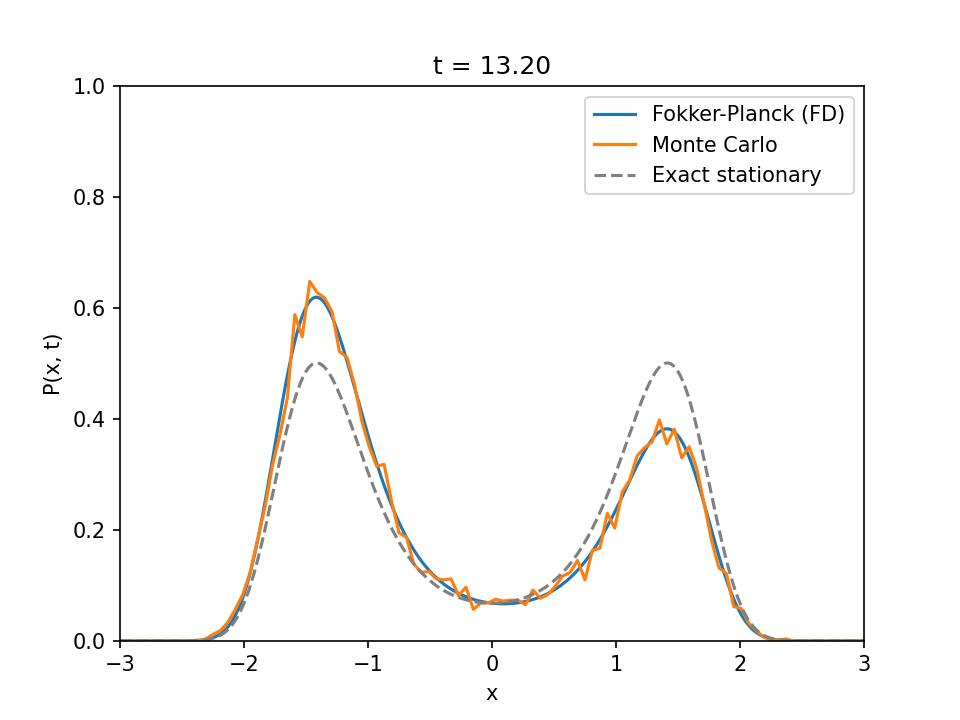 t = 13.20
P(x, t)
1.0
0.8
0.6
0.4
0.2
0.0
−3
−2
−1
0
1
2
3
x
Fokker-Planck (FD)
Monte Carlo
Exact stationary